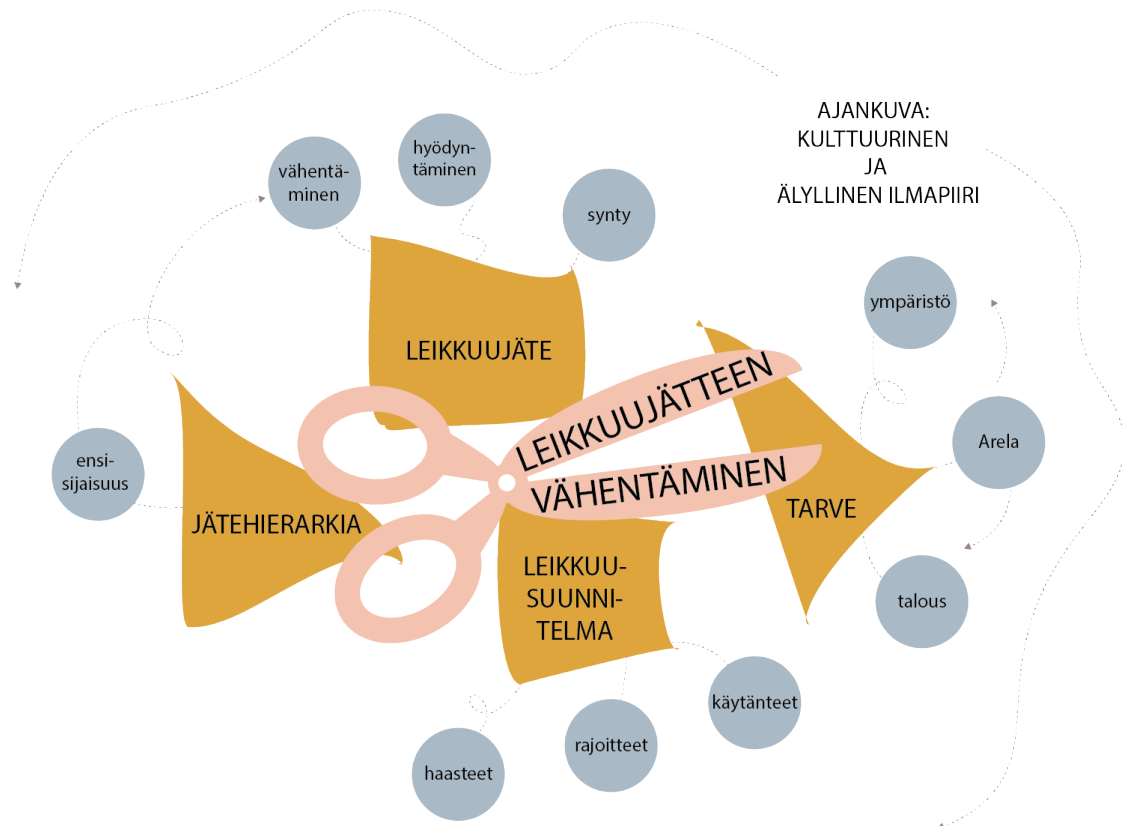 AJANKUVA:
KULTTUURINEN
JA
ÄLYLLINEN ILMAPIIRI
vähentä-
minen
hyödyn-
täminen
synty
LEIKKUUJÄTE
ympäristö
Arela
talous
TARVE
LEIKKUUJÄTTEEN
VÄHENTÄMINEN
ensi-
sijaisuus
JÄTEHIERARKIA
LEIKKUU-
SUUNNI-
TELMA
haasteet
rajoitteet
käytänteet